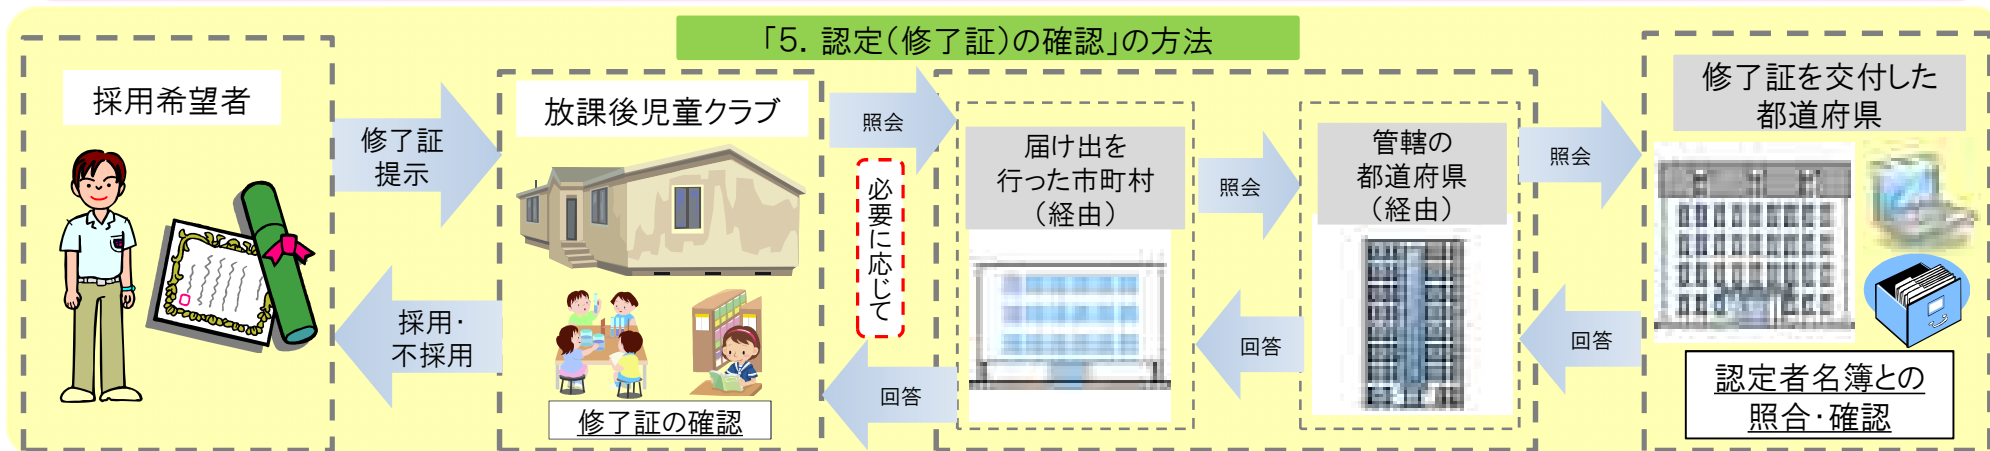 「5．認定（修了証）の確認」の方法
採用希望者
修了証
提示
採用・
不採用
放課後児童クラブ
修了証の確認
照会
必要に応じて
回答
届け出を
行った市町村
（経由）
照会
回答
管轄の
都道府県
（経由）
照会
回答
修了証を交付した
都道府県
認定者名簿との
照合・確認